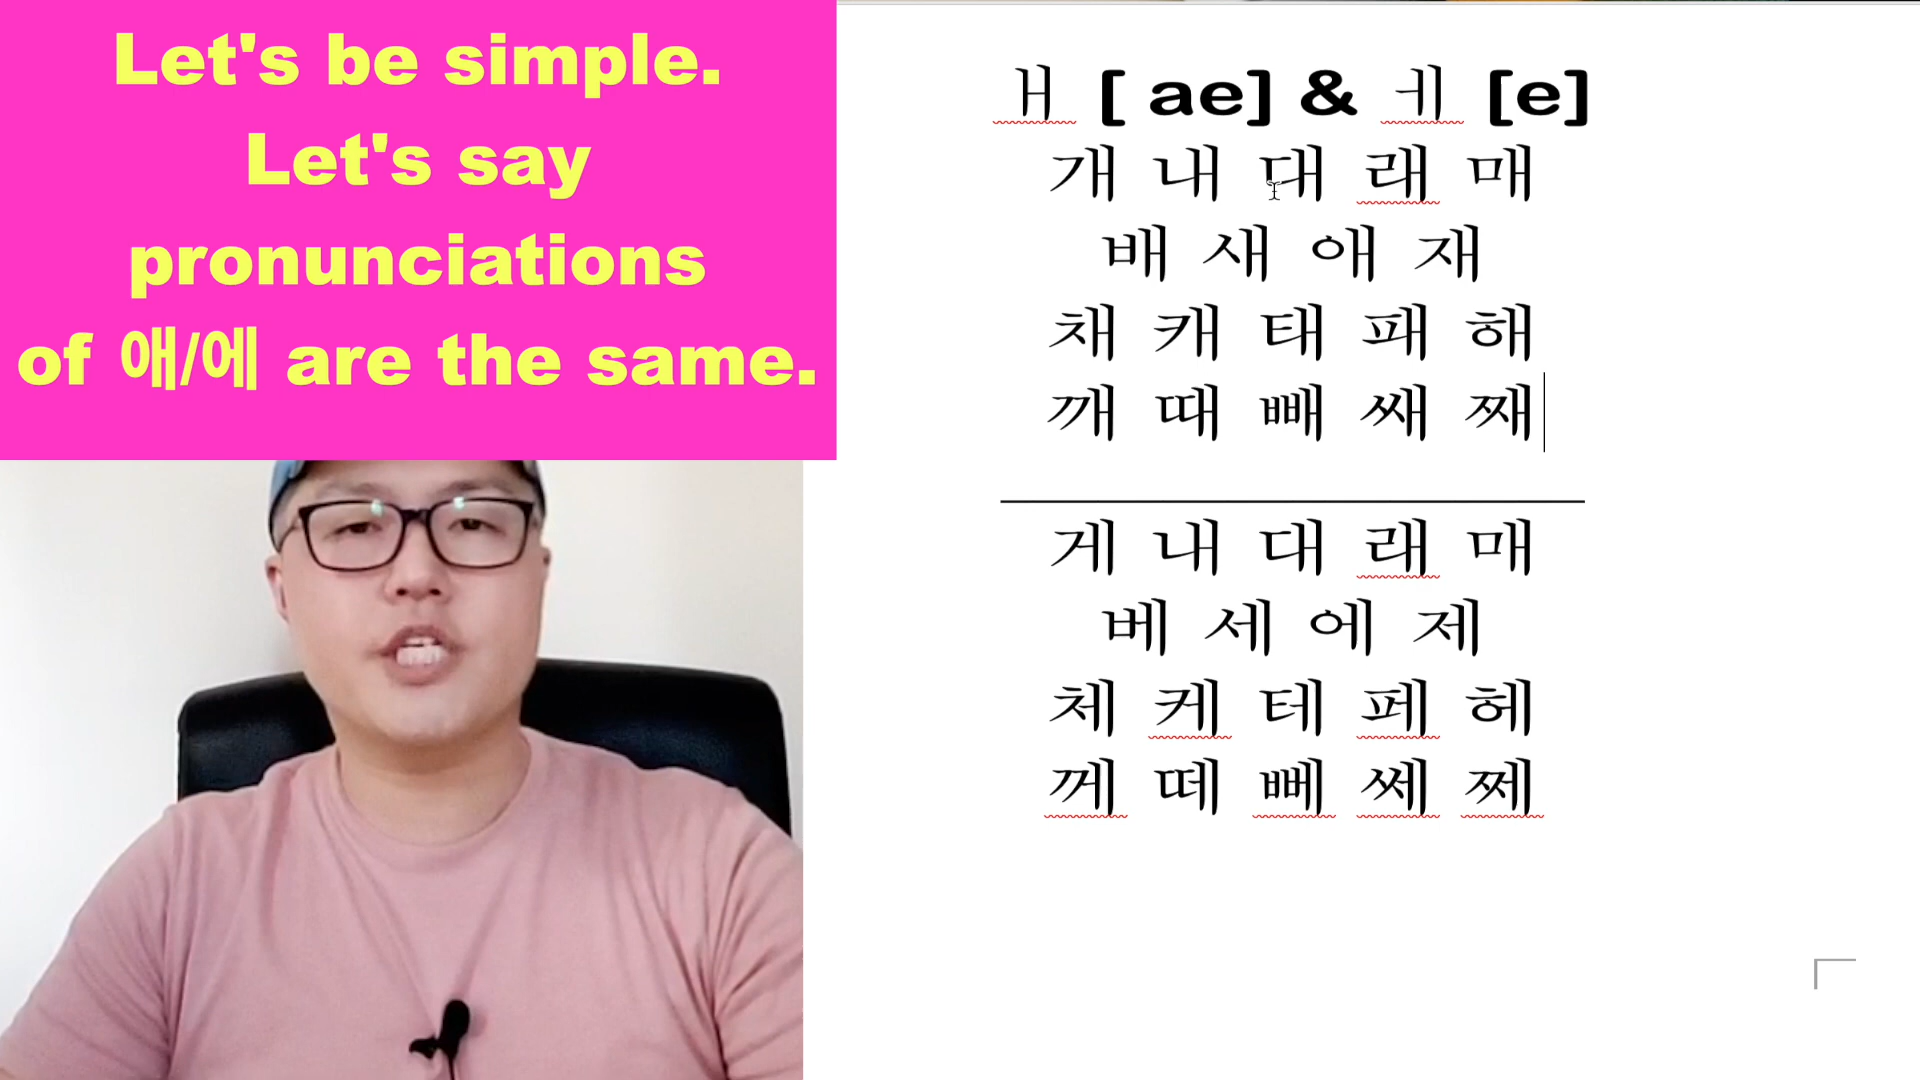 Let's be simple.
Let's say
pronunciations
of 애/에 are the same.
ㅐ [ ae] & ㅔ [e]
개 내 대 래 매
배 새 애 재
채 캐 태 패 해
깨 때 빼 쌔 째
게 내 대 래 매
베 세 에 제
체 케 테 페 헤
께 떼 뻬 쎄 쩨